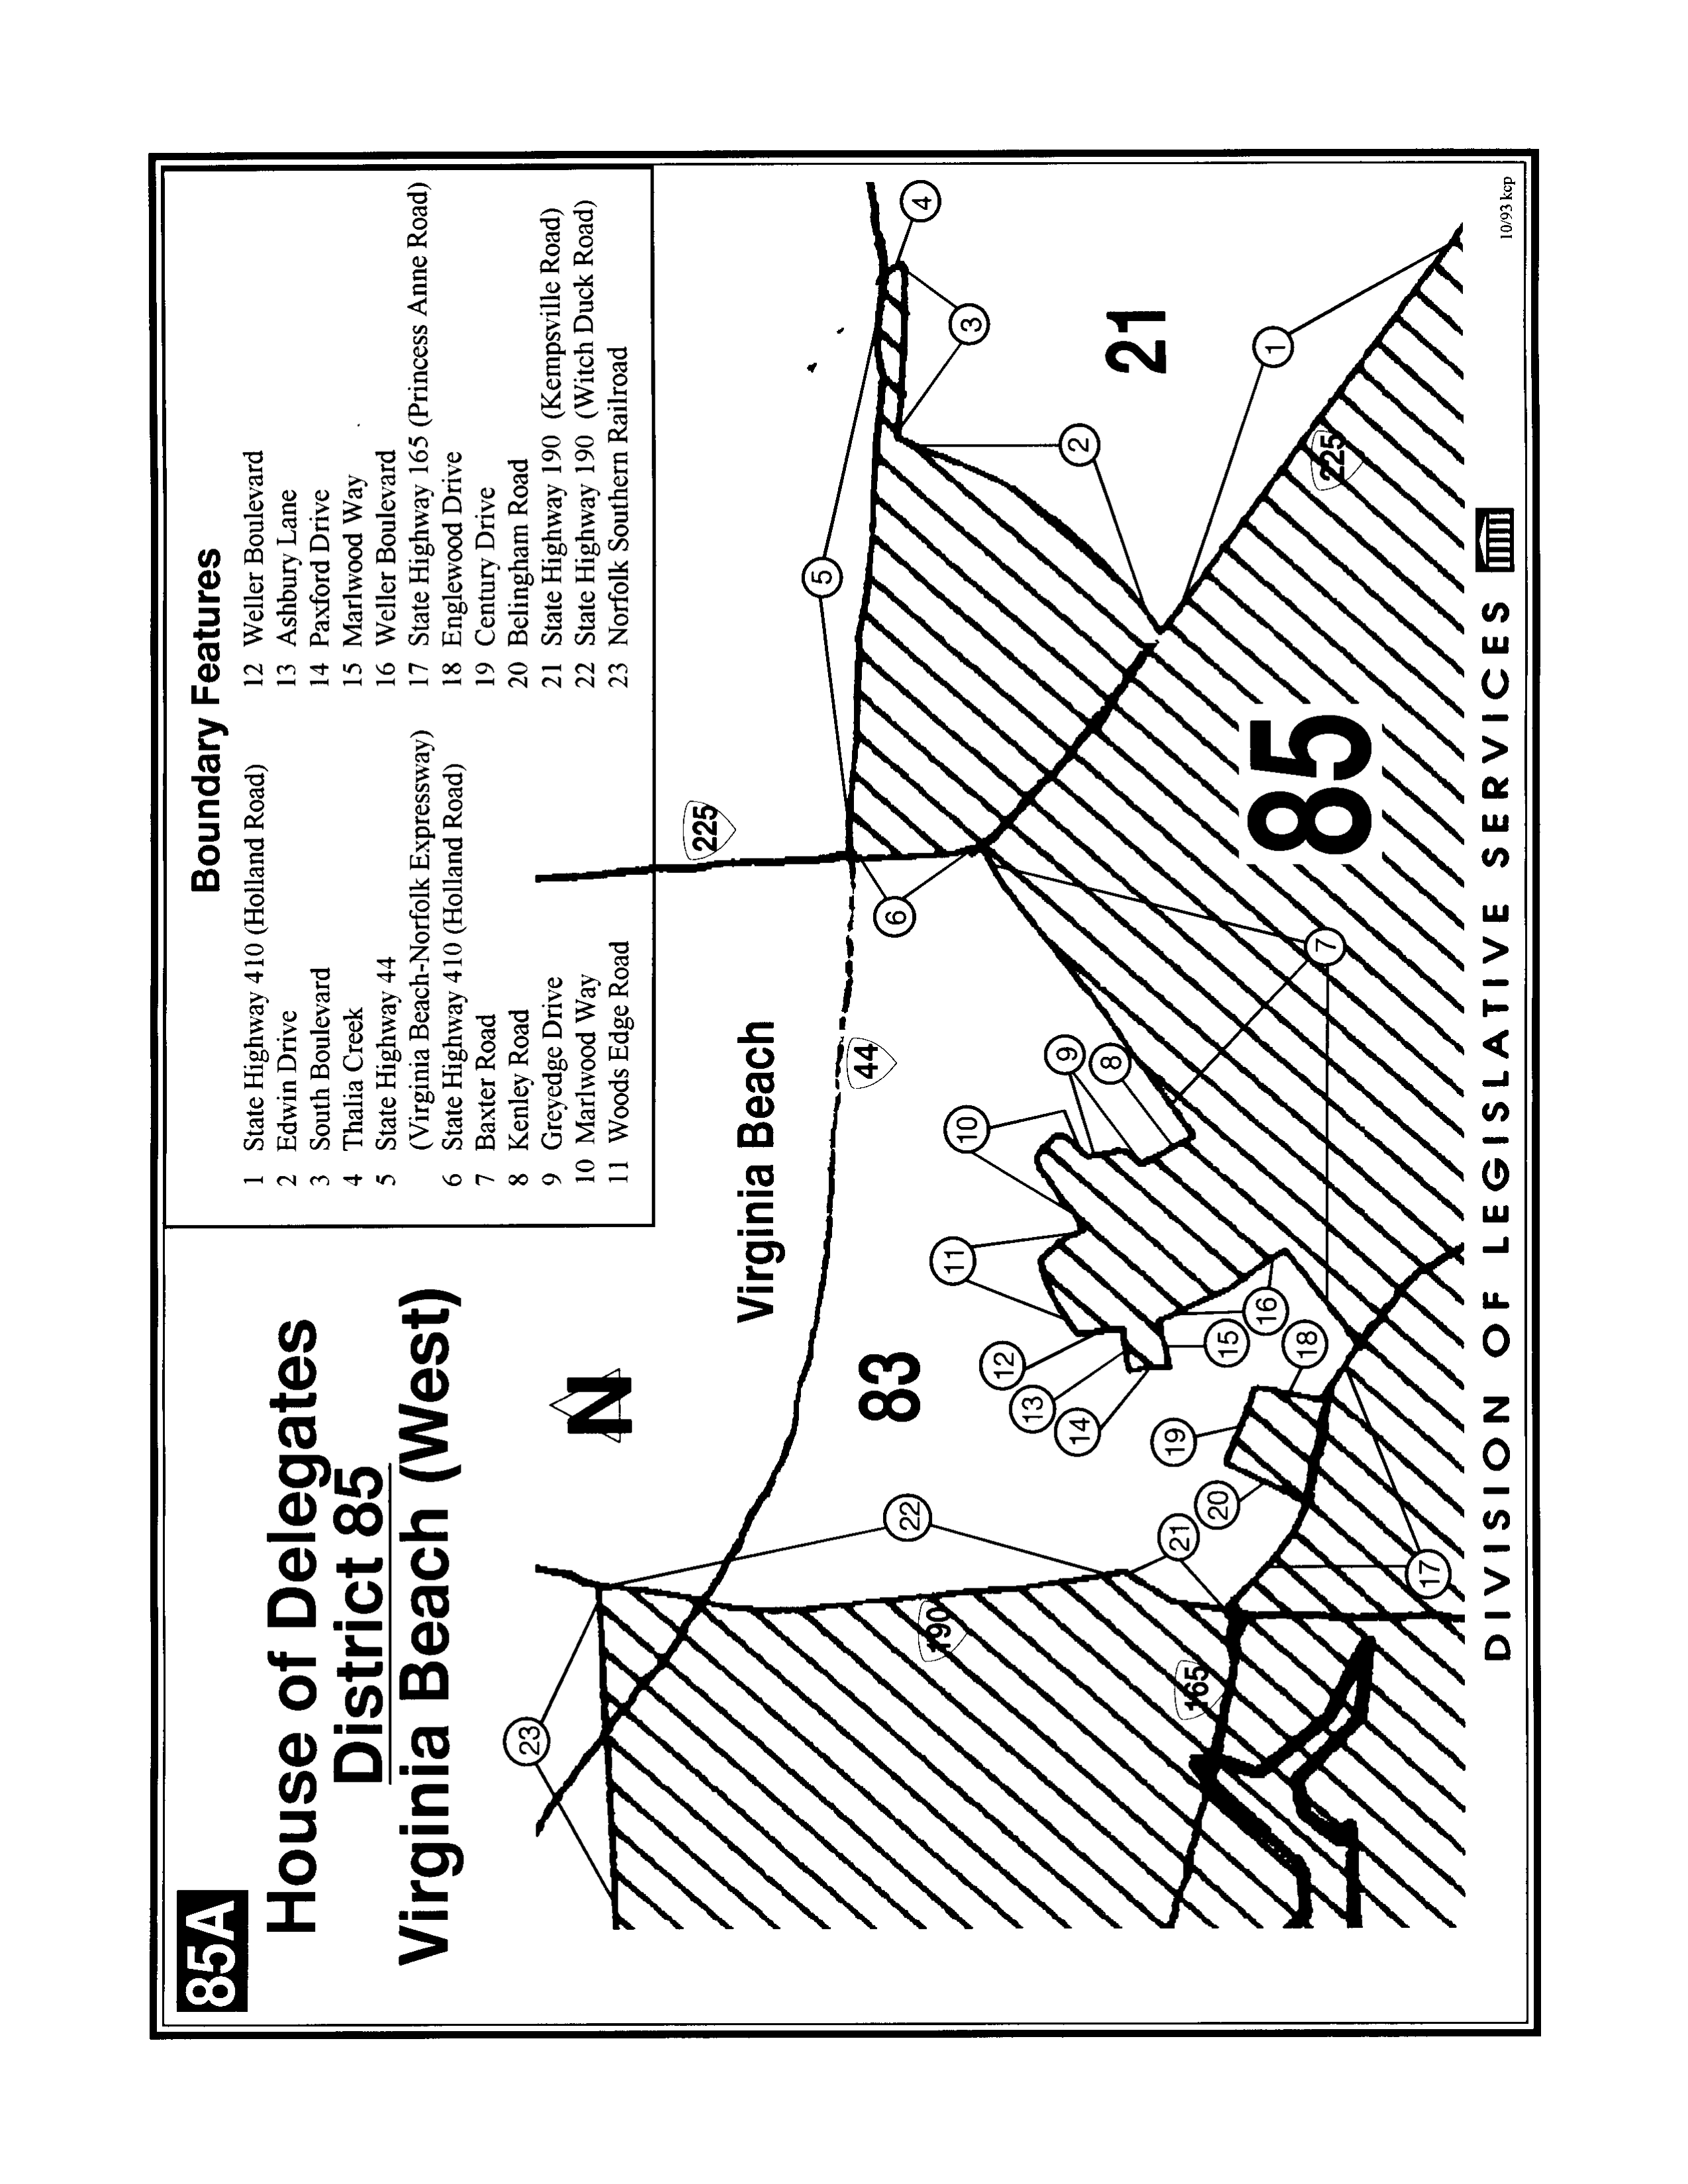 85A
House of Delegates
District 85
Virginia Beach (West)
Boundary Features
1 State Highway 410 (Holland Road)
2 Edwin Drive
3 South Boulevard
4 Thalia Creek
5 State Highway 44
(Virginia Beach-Norfolk Expressway)
6 State Highway 410 (Holland Road)
7 Baxter Road
8 Kenley Road
9 Greyedge Drive
10 Marlwood Way
11 Woods Edge Road
12 Weller Boulevard
13 Ashbury Lane
14 Paxford Drive
15 Marlwood Way
16 Weller Boulevard
17 State Highway 165 (Princess Anne Road)
18 Englewood Drive
19 Century Drive
20 Belingham Road
21 State Highway 190 (Kempsville Road)
22 State Highway 190 (Witch Duck Road)
23 Norfolk Southern Railroad
N
Virginia Beach
225
44
83
21
85
225
190
165
1
2
3
4
5
6
7
8
9
10
11
12
13
14
15
16
17
18
19
20
21
22
23
DIVISION OF LEGISLATIVE SERVICES
10/93 kcp